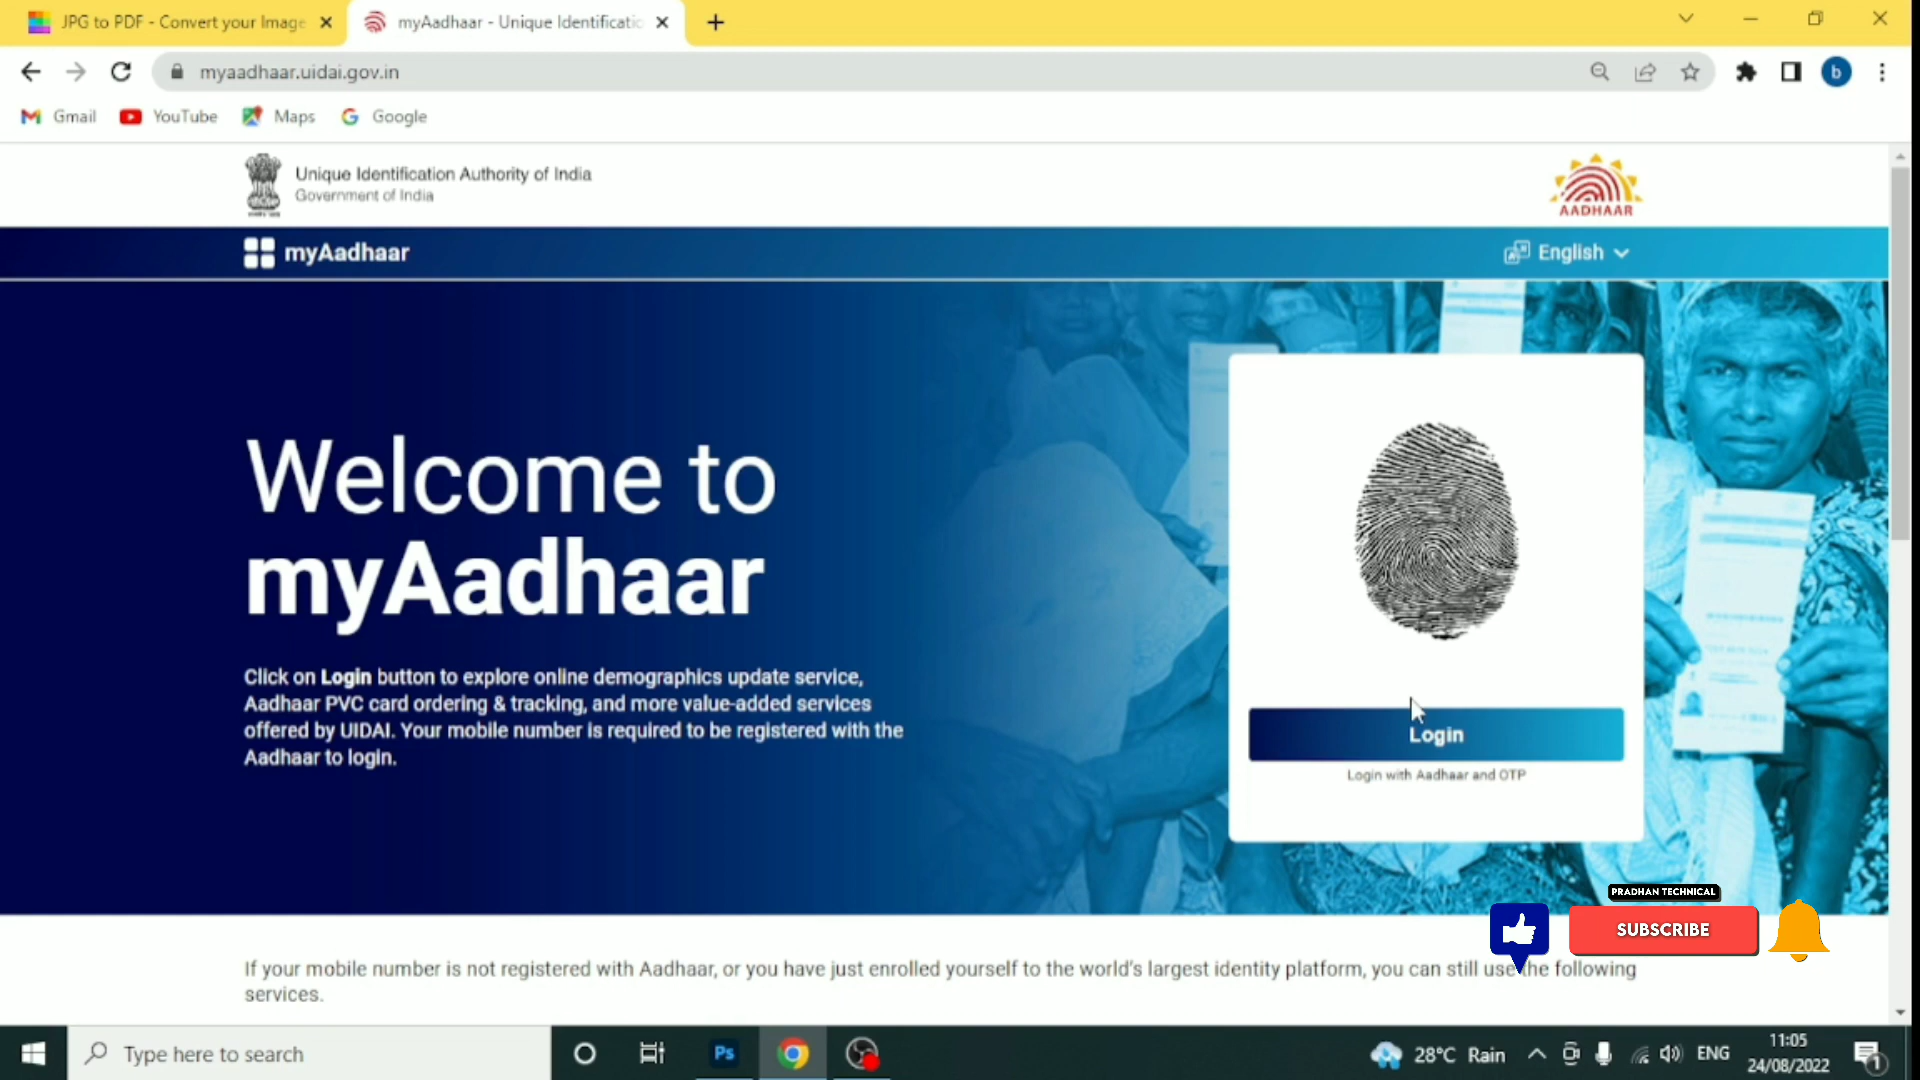 JPG to PDF - Convert your Image
myAadhaar - Unique Identificatio
myaadhaar.uidai.gov.in
b
Gmail
YouTube
Maps
Google
Unique Identification Authority of India
Government of India
AADHAAR
myAadhaar
English
Welcome to
myAadhaar
Click on Login button to explore online demographics update service,
Aadhaar PVC card ordering & tracking, and more value-added services
offered by UIDAI. Your mobile number is required to be registered with the
Aadhaar to login.
Login
Login with Aadhaar and OTP
PRADHAN TECHNICAL
SUBSCRIBE
If your mobile number is not registered with Aadhaar, or you have just enrolled yourself to the world's largest identity platform, you can still use the following
services.
Type here to search
Ps
28°C Rain
ENG
11:05
24/08/2022
1